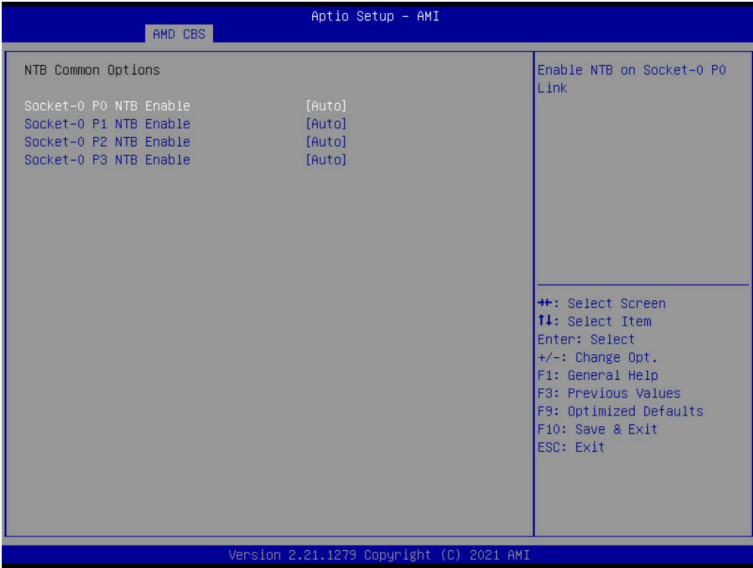 Aptio Setup – AMI
AMD CBS
NTB Common Options
Socket-0 P0 NTB Enable [Auto]
Socket-0 P1 NTB Enable [Auto]
Socket-0 P2 NTB Enable [Auto]
Socket-0 P3 NTB Enable [Auto]
Enable NTB on Socket-0 P0
Link
→←: Select Screen
↑↓: Select Item
Enter: Select
+/-: Change Opt.
F1: General Help
F3: Previous Values
F9: Optimized Defaults
F10: Save & Exit
ESC: Exit
Version 2.21.1279 Copyright (C) 2021 AMI